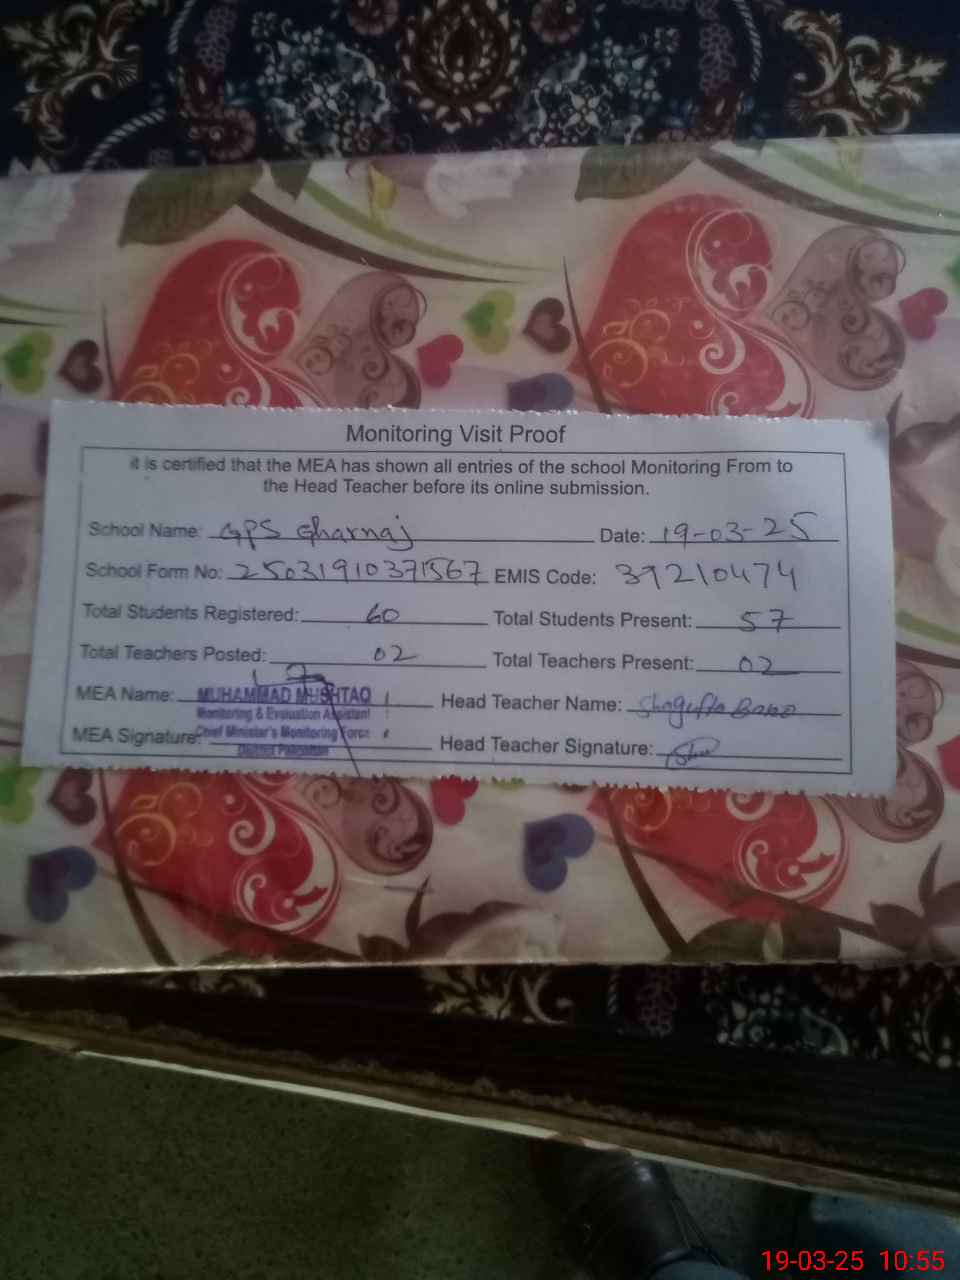 Monitoring Visit Proof
it is certified that the MEA has shown all entries of the school Monitoring From to
the Head Teacher before its online submission.
School Name: GPS Gharnaj Date: 19-03-25
School Form No: 25031910371567 EMIS Code: 39210474
Total Students Registered: 60 Total Students Present: 57
Total Teachers Posted: 02 Total Teachers Present: 02
MEA Name: MUHAMMAD MUSHTAQ Head Teacher Name: Shagufta Bano
Monitoring & Evaluation Assistant
MEA Signature: Chief Minister's Monitoring Force Head Teacher Signature:
District Pakpattan
19-03-25 10:55